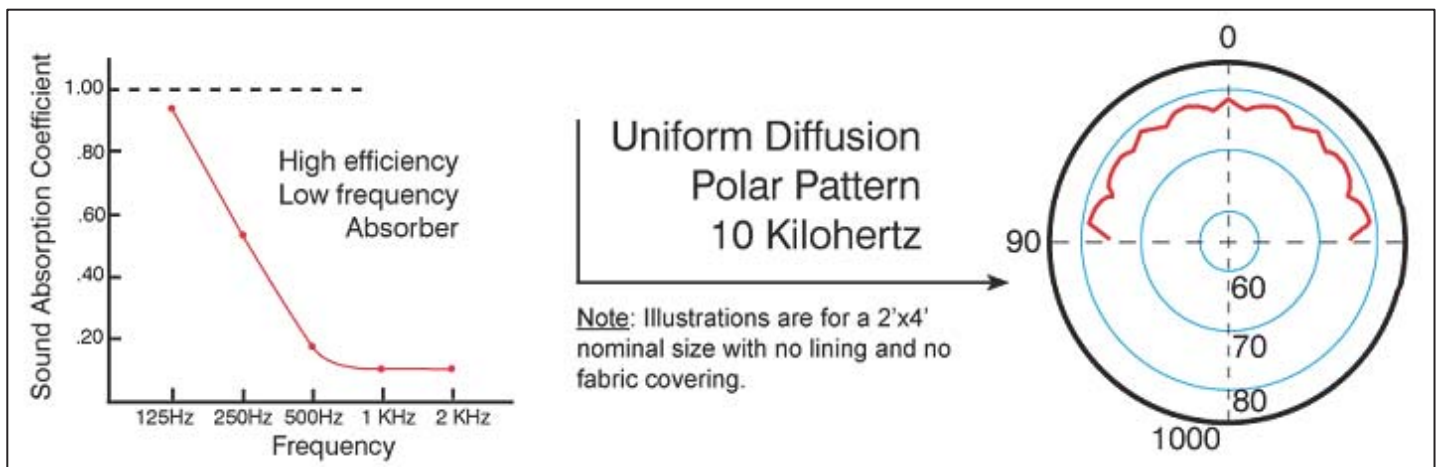 Sound Absorption Coefficient
1.00
.80
.60
.40
.20
High efficiency
Low frequency
Absorber
125Hz 250Hz 500Hz 1 KHz 2 KHz
Frequency
Uniform Diffusion
Polar Pattern
10 Kilohertz
Note: Illustrations are for a 2'x4'
nominal size with no lining and no
fabric covering.
0
90
60
70
80
1000